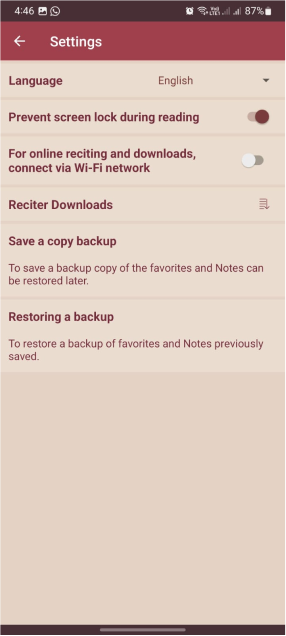 4:46 87%
Settings
Language English
Prevent screen lock during reading
For online reciting and downloads,
connect via Wi-Fi network
Reciter Downloads
Save a copy backup
To save a backup copy of the favorites and Notes can
be restored later.
Restoring a backup
To restore a backup of favorites and Notes previously
saved.